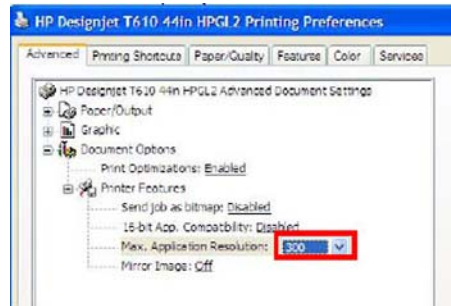 HP Designjet T610 44in HPGL2 Printing Preferences
Advanced Printing Shortcuts Paper/Quality Features Color Services
HP Designjet T610 44in HPGL2 Advanced Document Settings
Paper/Output
Graphic
Document Options
Print Optimizations: Enabled
Printer Features
Send job as bitmap: Disabled
16-bit App. Compatibility: Disabled
Max. Application Resolution: 300
Mirror Image: Off